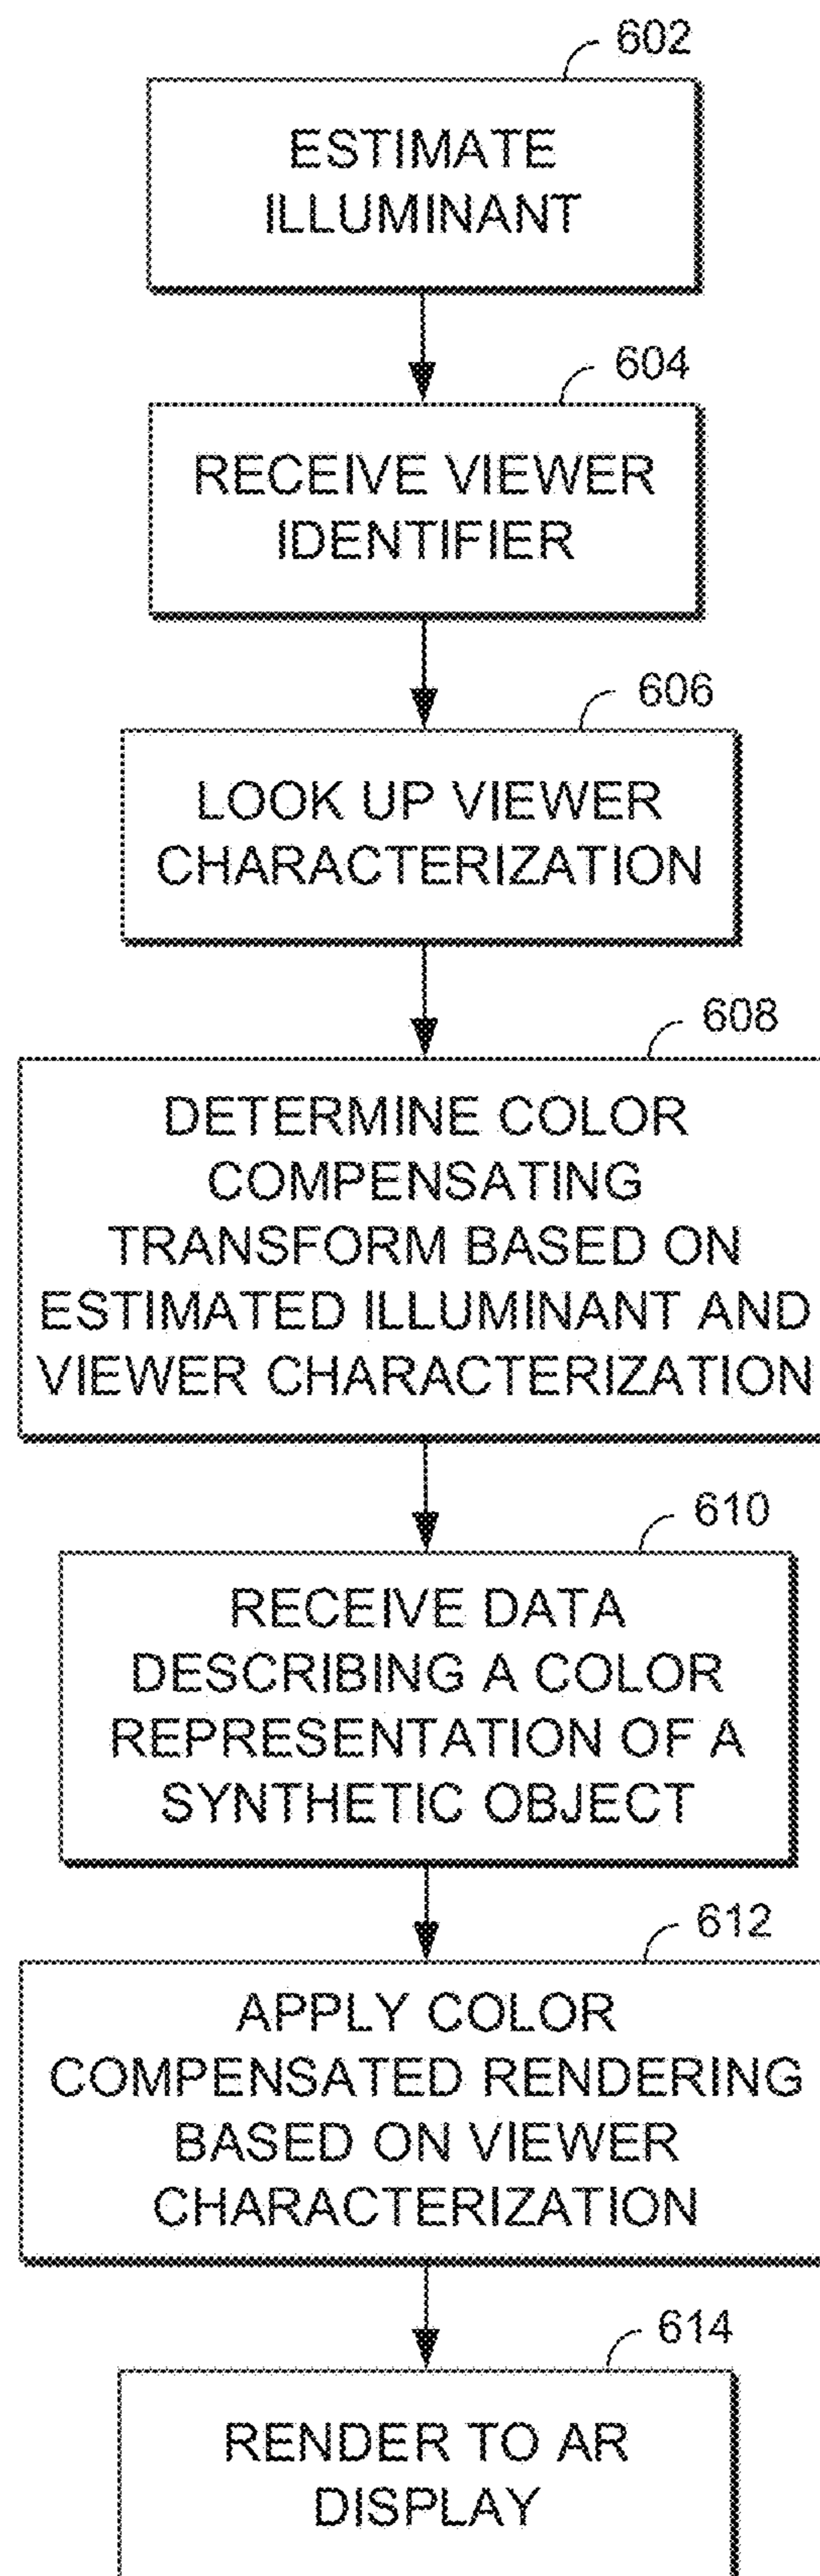 602
ESTIMATE
ILLUMINANT
604
RECEIVE VIEWER
IDENTIFIER
606
LOOK UP VIEWER
CHARACTERIZATION
608
DETERMINE COLOR
COMPENSATING
TRANSFORM BASED ON
ESTIMATED ILLUMINANT AND
VIEWER CHARACTERIZATION
610
RECEIVE DATA
DESCRIBING A COLOR
REPRESENTATION OF A
SYNTHETIC OBJECT
612
APPLY COLOR
COMPENSATED RENDERING
BASED ON VIEWER
CHARACTERIZATION
614
RENDER TO AR
DISPLAY